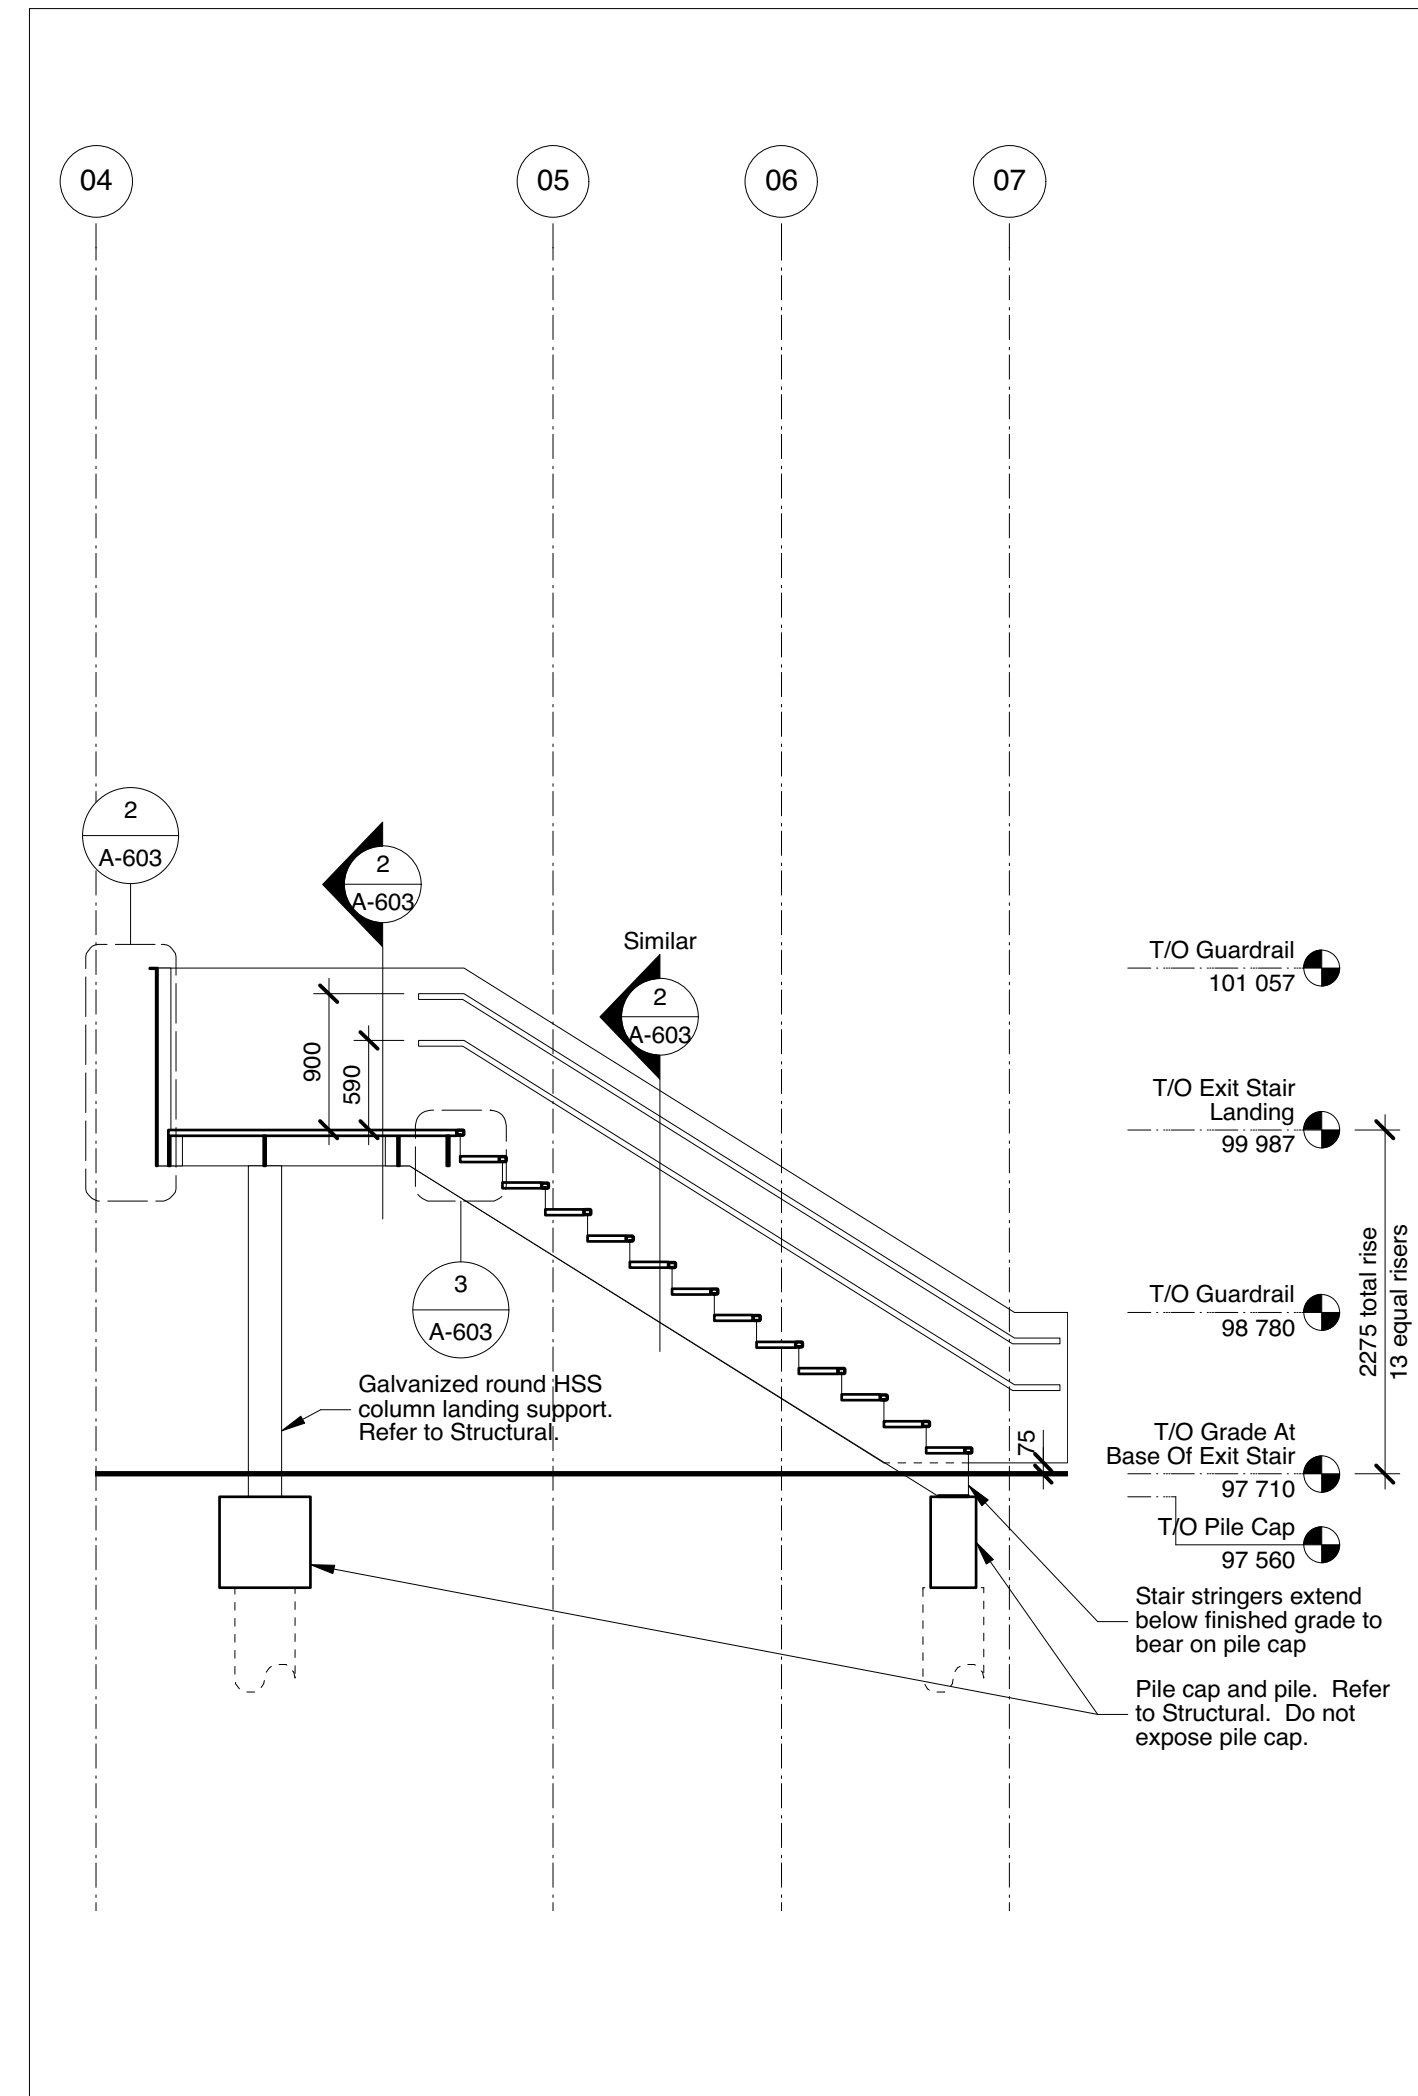 04
05
06
07
2
A-603
2
A-603
Similar
2
A-603
T/O Guardrail
101 057
900
590
T/O Exit Stair
Landing
99 987
3
A-603
T/O Guardrail
98 780
2275 total rise
13 equal risers
Galvanized round HSS
column landing support.
Refer to Structural.
75
T/O Grade At
Base Of Exit Stair
97 710
T/O Pile Cap
97 560
Stair stringers extend
below finished grade to
bear on pile cap
Pile cap and pile. Refer
to Structural. Do not
expose pile cap.